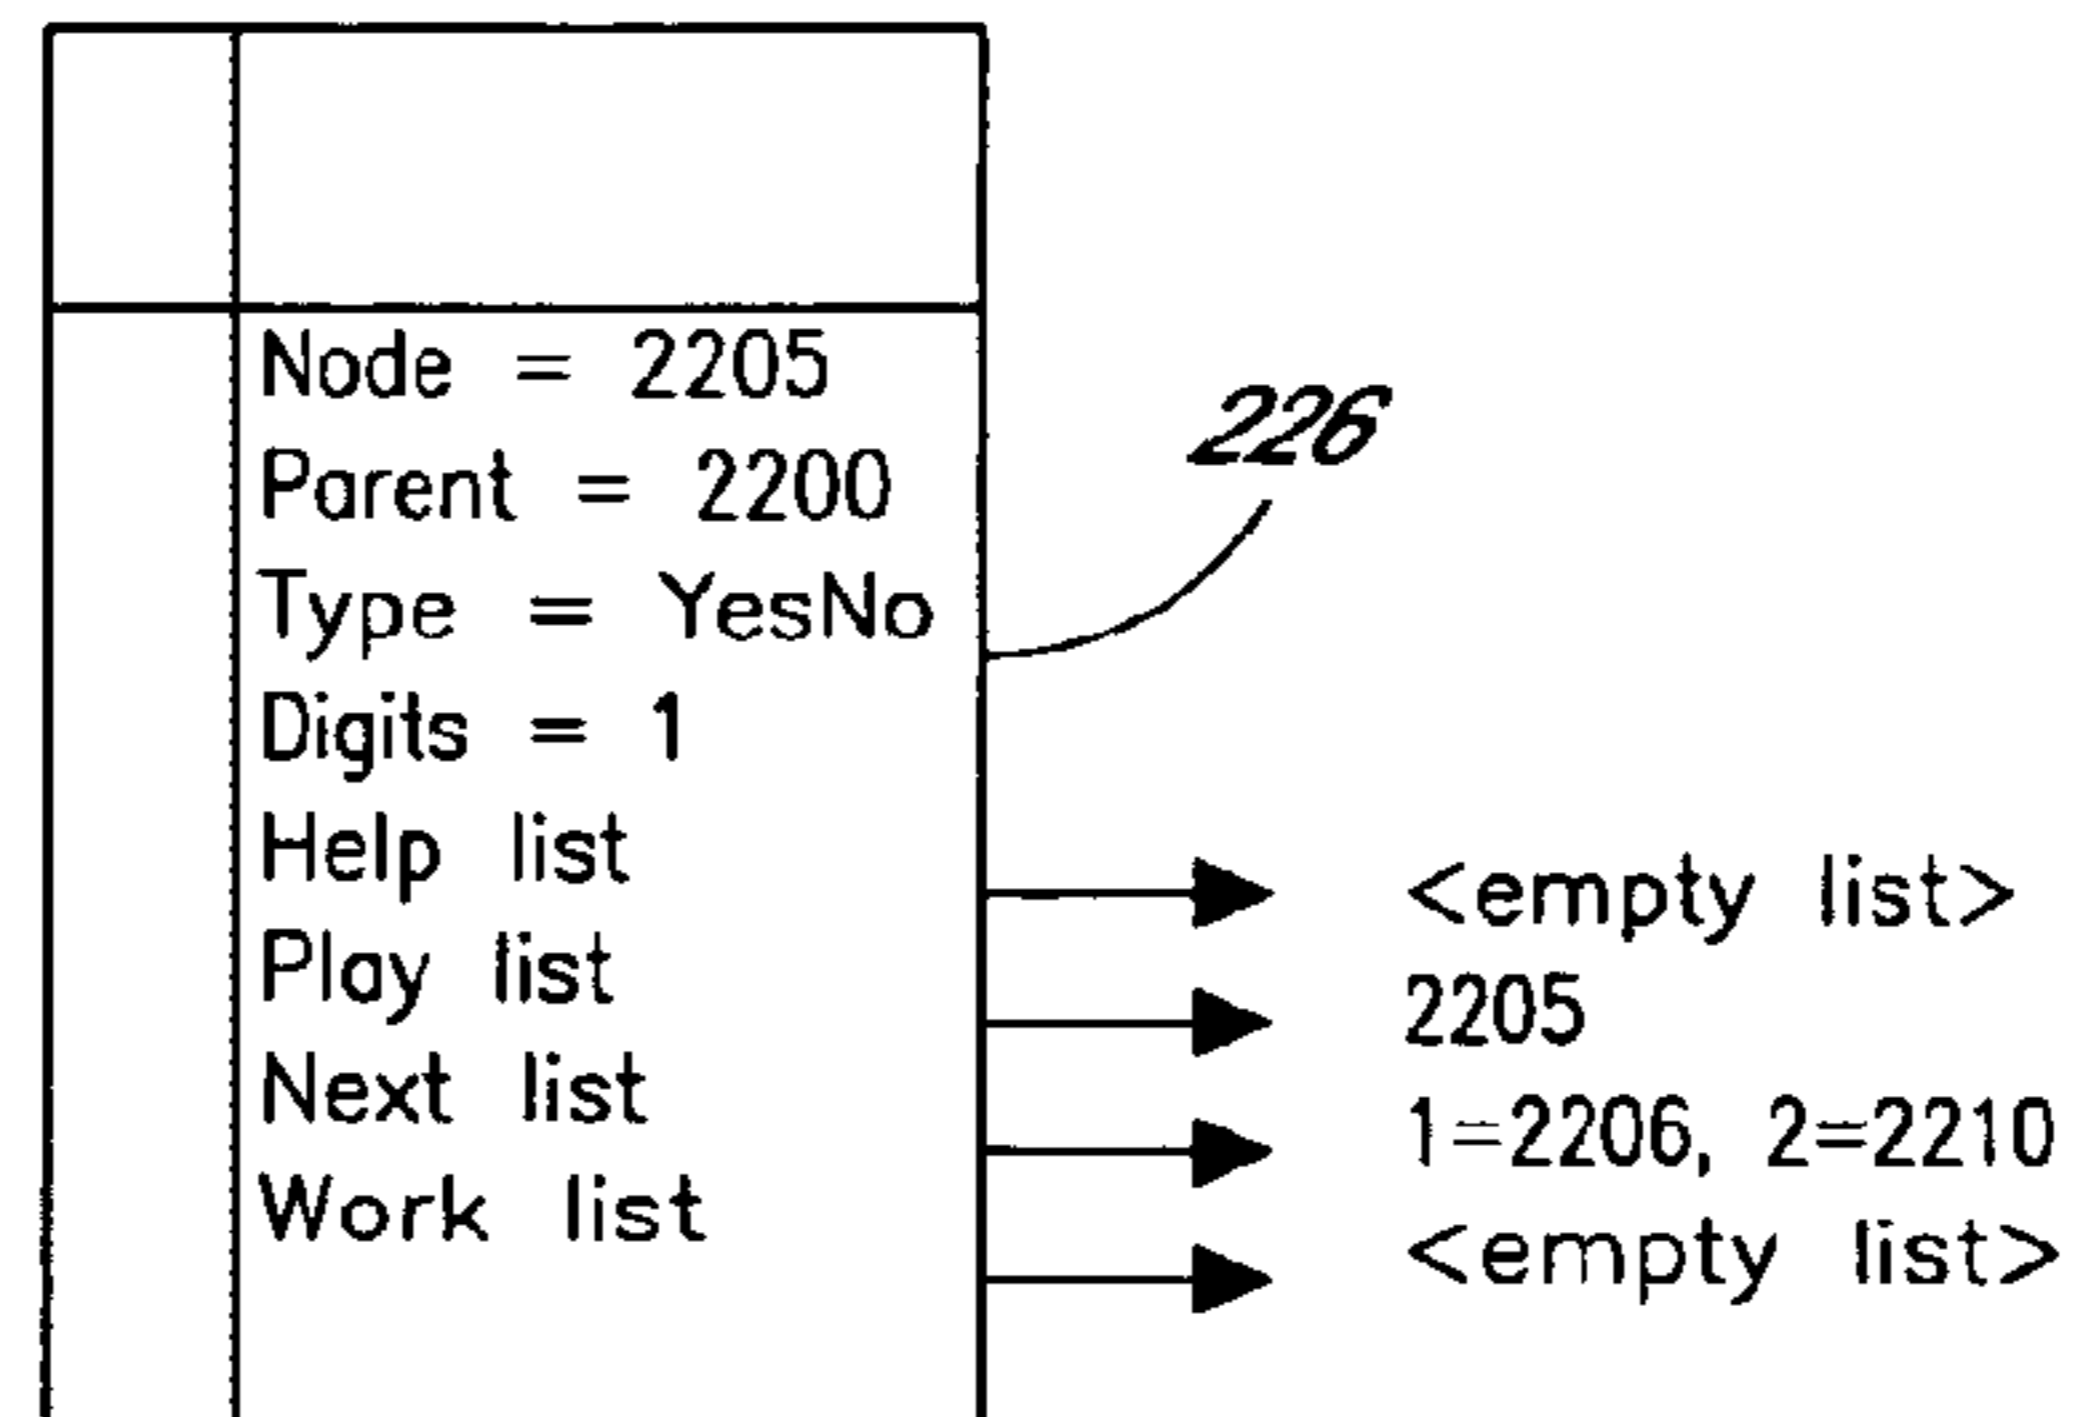 Node = 2205
226
Parent = 2200
Type = YesNo
Digits = 1
Help list
<empty list>
Play list
2205
Next list
1=2206, 2=2210
Work list
<empty list>